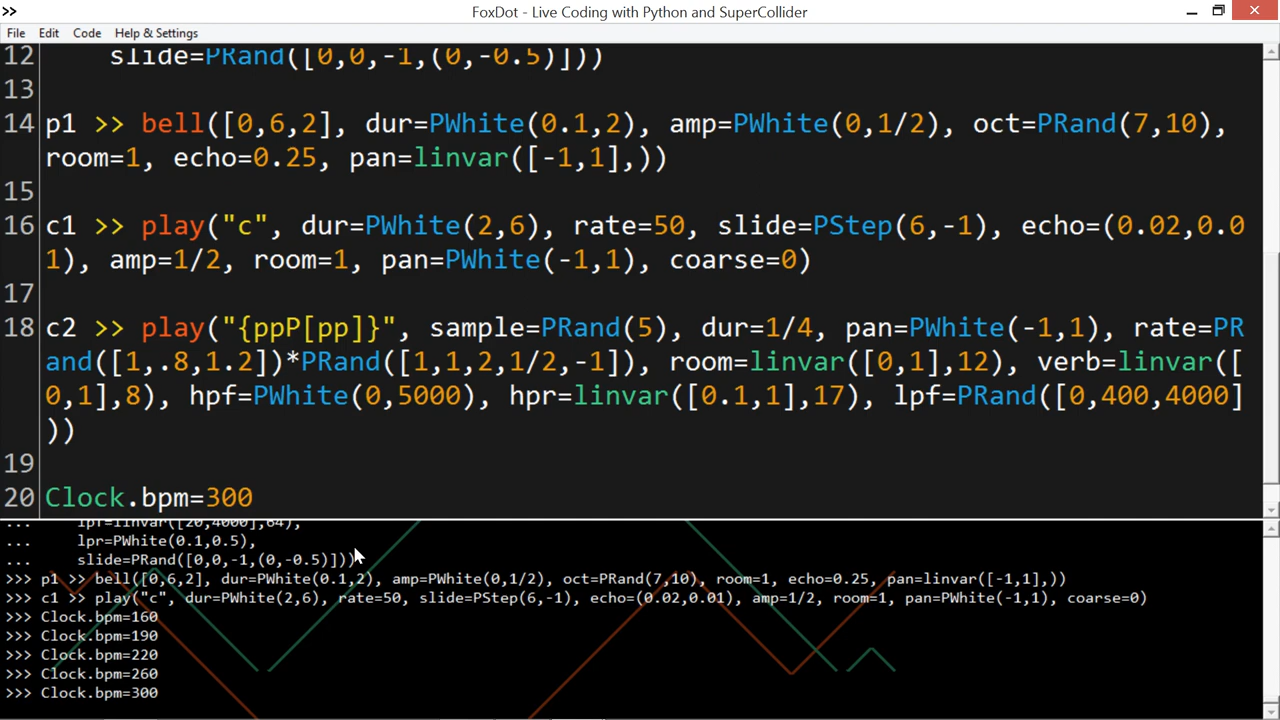 FoxDot - Live Coding with Python and SuperCollider
File Edit Code Help & Settings
12 slide=PRand([0,0,-1,(0,-0.5)]))
13
14 p1 >> bell([0,6,2], dur=PWhite(0.1,2), amp=PWhite(0,1/2), oct=PRand(7,10),
room=1, echo=0.25, pan=linvar([-1,1],))
15
16 c1 >> play("c", dur=PWhite(2,6), rate=50, slide=PStep(6,-1), echo=(0.02,0.0
1), amp=1/2, room=1, pan=PWhite(-1,1), coarse=0)
17
18 c2 >> play("{ppP[pp]}", sample=PRand(5), dur=1/4, pan=PWhite(-1,1), rate=PR
and([1,.8,1.2])*PRand([1,1,2,1/2,-1]), room=linvar([0,1],12), verb=linvar([
0,1],8), hpf=PWhite(0,5000), hpr=linvar([0.1,1],17), lpf=PRand([0,400,4000]
))
19
20 Clock.bpm=300
... lpf=linvar([20,4000],64),
... lpr=PWhite(0.1,0.5),
... slide=PRand([0,0,-1,(0,-0.5)]))
>>> p1 >> bell([0,6,2], dur=PWhite(0.1,2), amp=PWhite(0,1/2), oct=PRand(7,10), room=1, echo=0.25, pan=linvar([-1,1],))
>>> c1 >> play("c", dur=PWhite(2,6), rate=50, slide=PStep(6,-1), echo=(0.02,0.01), amp=1/2, room=1, pan=PWhite(-1,1), coarse=0)
>>> Clock.bpm=160
>>> Clock.bpm=190
>>> Clock.bpm=220
>>> Clock.bpm=260
>>> Clock.bpm=300